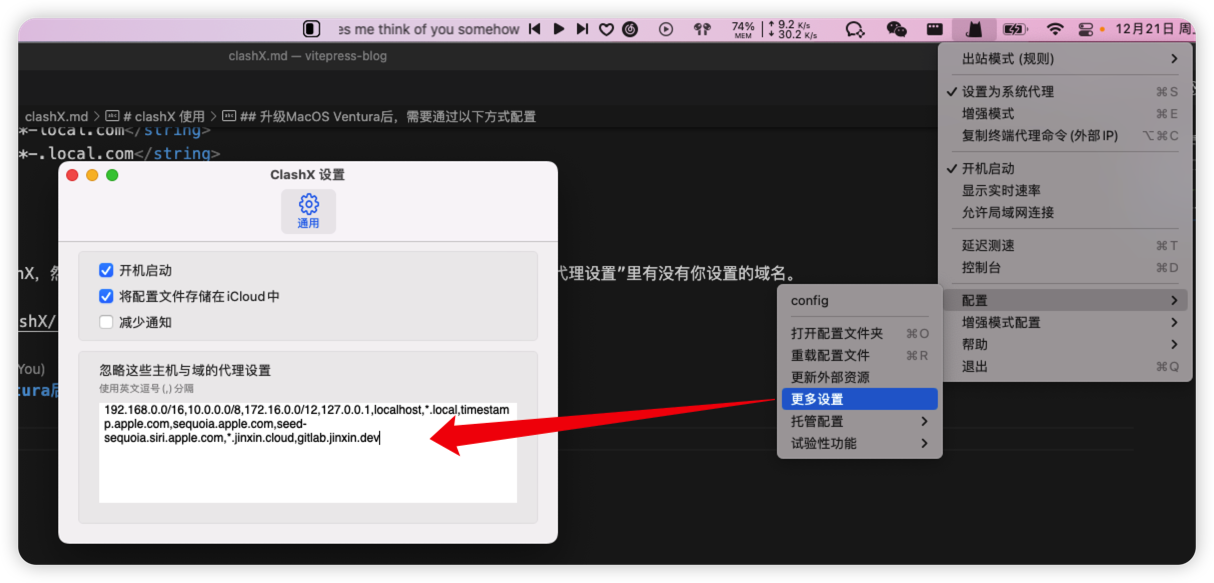 es me think of you somehow
74%
MEM
9.2 K/s
30.2 K/s
12月21日 周
clashX.md — vitepress-blog
clashX.md > # clashX 使用 > ## 升级MacOS Ventura后，需要通过以下方式配置
*-local.com</string>
*-.local.com</string>
hX，然
代理设置”里有没有你设置的域名。
shX/
You)
tura后
ClashX 设置
通用
开机启动
将配置文件存储在 iCloud 中
减少通知
忽略这些主机与域的代理设置
使用英文逗号 (,) 分隔
192.168.0.0/16,10.0.0.0/8,172.16.0.0/12,127.0.0.1,localhost,*.local,timestam
p.apple.com,sequoia.apple.com,seed-
sequoia.siri.apple.com,*.jinxin.cloud,gitlab.jinxin.dev
出站模式 (规则)
设置为系统代理 ⌘S
增强模式 ⌘E
复制终端代理命令 (外部 IP) ⌥⌘C
开机启动
显示实时速率
允许局域网连接
延迟测速 ⌘T
控制台 ⌘D
配置
增强模式配置
帮助
退出 ⌘Q
config
打开配置文件夹 ⌘O
重载配置文件 ⌘R
更新外部资源
更多设置
托管配置
试验性功能